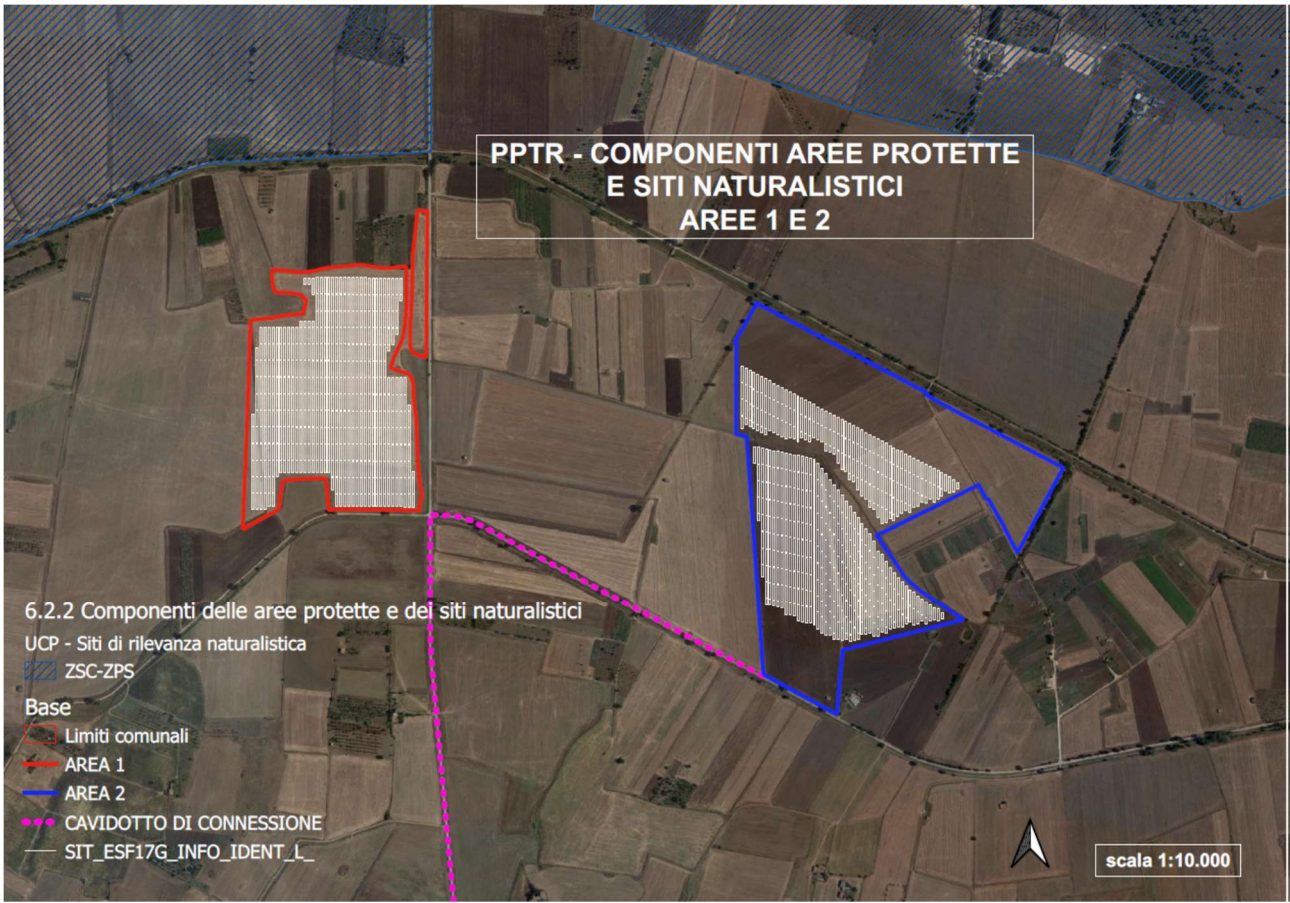 PPTR - COMPONENTI AREE PROTETTE
E SITI NATURALISTICI
AREE 1 E 2
6.2.2 Componenti delle aree protette e dei siti naturalistici
UCP - Siti di rilevanza naturalistica
ZSC-ZPS
Base
Limiti comunali
AREA 1
AREA 2
CAVIDOTTO DI CONNESSIONE
SIT_ESF17G_INFO_IDENT_L_
scala 1:10.000